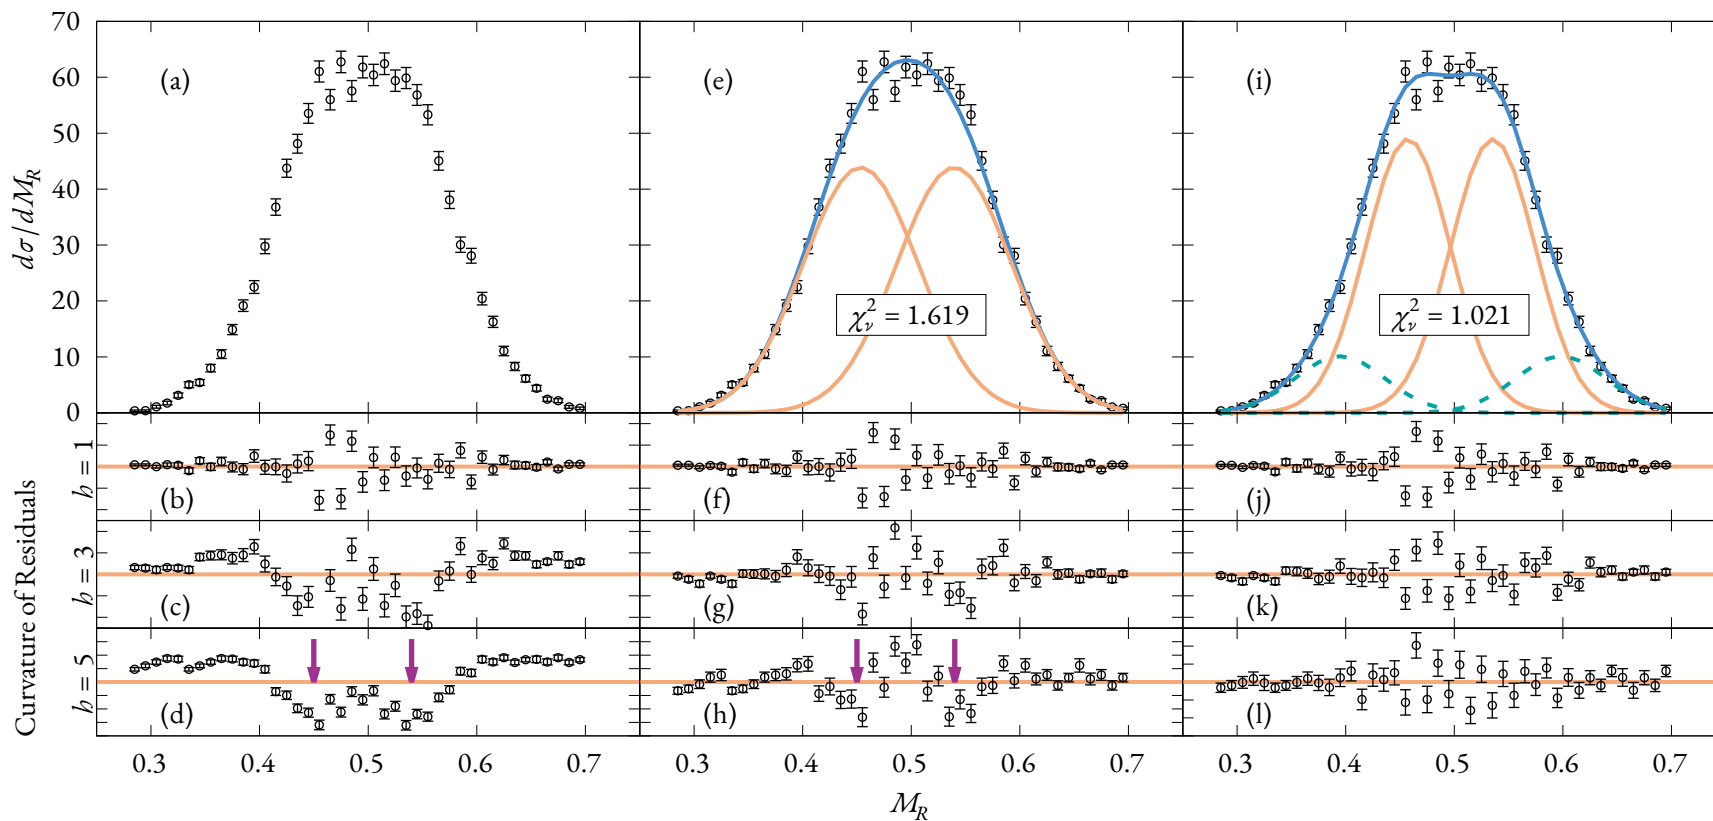 70
60
50
40
30
20
10
0
dσ/dM_R
(a)
(e)
χ²_ν = 1.619
(i)
χ²_ν = 1.021
Curvature of Residuals
h = 1
(b)
(f)
(j)
h = 3
(c)
(g)
(k)
h = 5
(d)
(h)
(l)
0.3 0.4 0.5 0.6 0.7 0.3 0.4 0.5 0.6 0.7 0.3 0.4 0.5 0.6 0.7
M_R